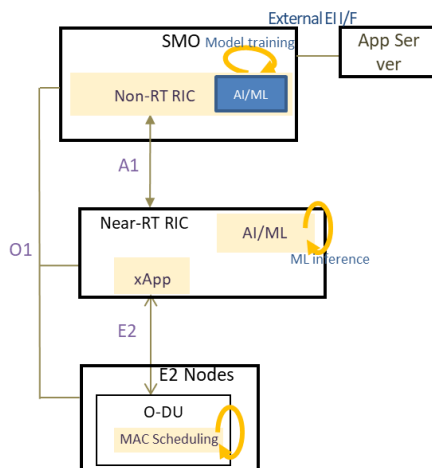 External EI I/F
SMO
Model training
App Ser
ver
Non-RT RIC
AI/ML
A1
Near-RT RIC
AI/ML
O1
ML inference
xApp
E2
E2 Nodes
O-DU
MAC Scheduling